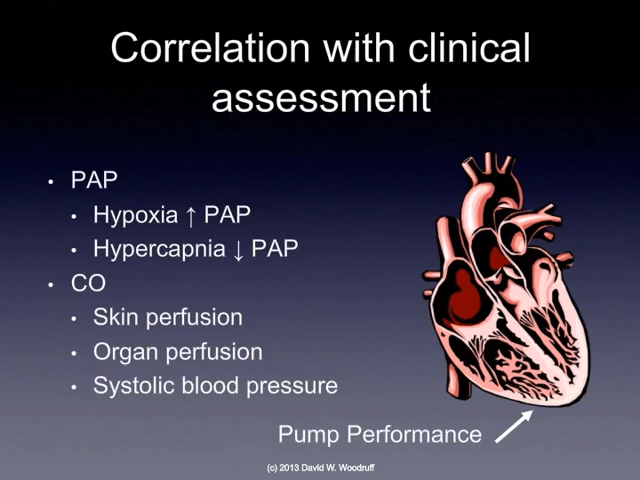 Correlation with clinical
assessment
• PAP
• Hypoxia ↑ PAP
• Hypercapnia ↓ PAP
• CO
• Skin perfusion
• Organ perfusion
• Systolic blood pressure
Pump Performance
(c) 2013 David W. Woodruff